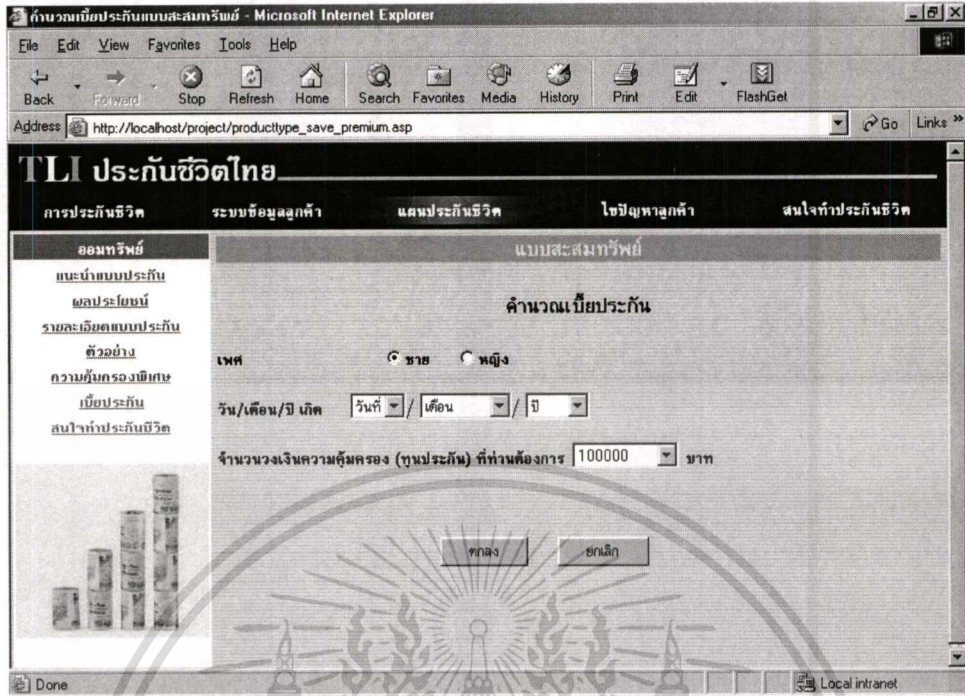 คำนวณเบี้ยประกันแบบสะสมทรัพย์ - Microsoft Internet Explorer
File Edit View Favorites Tools Help
Back Forward Stop Refresh Home Search Favorites Media History Print Edit FlashGet
Address http://localhost/project/producttype_save_premium.asp Go Links »
TLI ประกันชีวิตไทย
การประกันชีวิต ระบบข้อมูลลูกค้า แผนประกันชีวิต ไขปัญหาลูกค้า สนใจทำประกันชีวิต
ออมทรัพย์ แบบสะสมทรัพย์
แนะนำแบบประกัน
ผลประโยชน์
รายละเอียดแบบประกัน
ตัวอย่าง
ความคุ้มครองพิเศษ
เบี้ยประกัน
สนใจทำประกันชีวิต
คำนวณเบี้ยประกัน
เพศ ชาย หญิง
วัน/เดือน/ปี เกิด วันที่ / เดือน / ปี
จำนวนวงเงินความคุ้มครอง (ทุนประกัน) ที่ท่านต้องการ 100000 บาท
ตกลง ยกเลิก
Done Local intranet